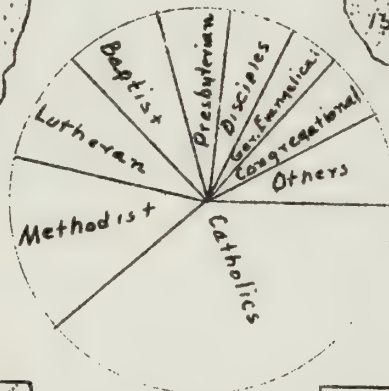 Baptist
Presbyterian
Disciples
Ger. Evangelical
Congregational
Others
Lutheran
Methodist
Catholics